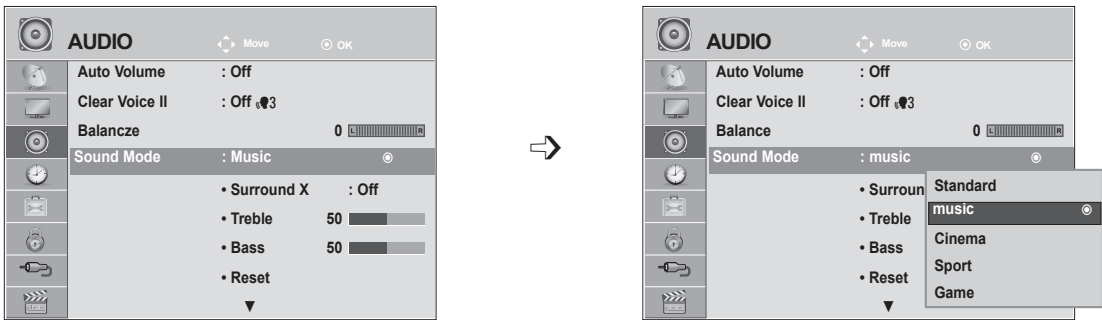 AUDIO Move OK
Auto Volume : Off
Clear Voice II : Off 3
Balancze 0 L R
Sound Mode : Music
• Surround X : Off
• Treble 50
• Bass 50
• Reset
▼
AUDIO Move OK
Auto Volume : Off
Clear Voice II : Off 3
Balance 0 L R
Sound Mode : music
• Surroun
• Treble
• Bass
• Reset
▼
Standard
music
Cinema
Sport
Game